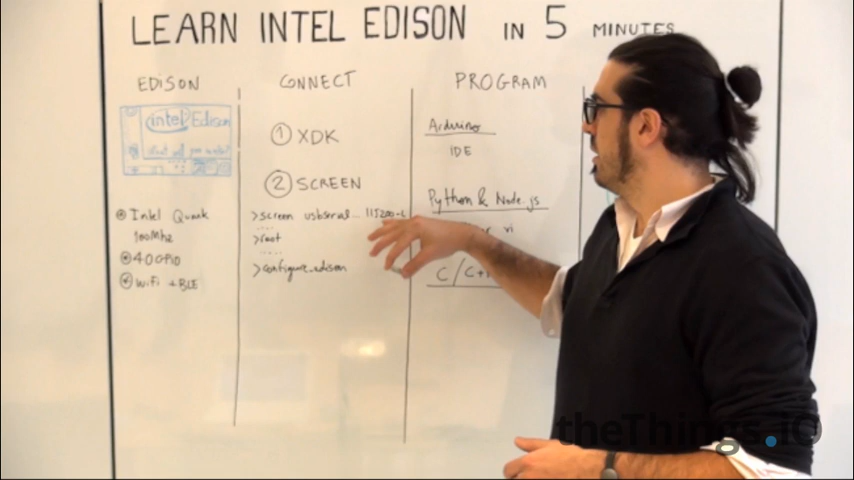 LEARN INTEL EDISON IN 5 MINUTES
EDISON
intel Edison
● Intel Quark
100Mhz
● 40 GPIO
● Wifi + BLE
CONNECT
① XDK
② SCREEN
>screen usbserial... 115200-L
....
>root
.....
>configure_edison
PROGRAM
Arduino
IDE
Python & Node.js
vi
C/C++
theThings.iO